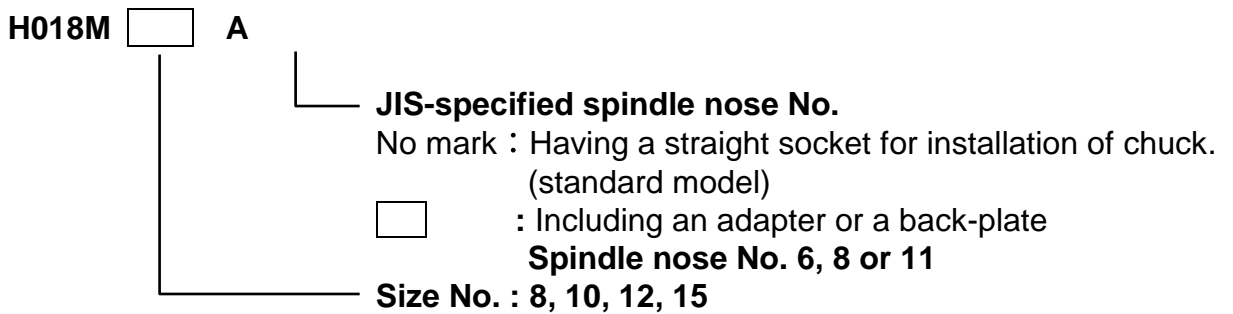 H018M A
JIS-specified spindle nose No.
No mark：Having a straight socket for installation of chuck.
(standard model)
: Including an adapter or a back-plate
Spindle nose No. 6, 8 or 11
Size No. : 8, 10, 12, 15